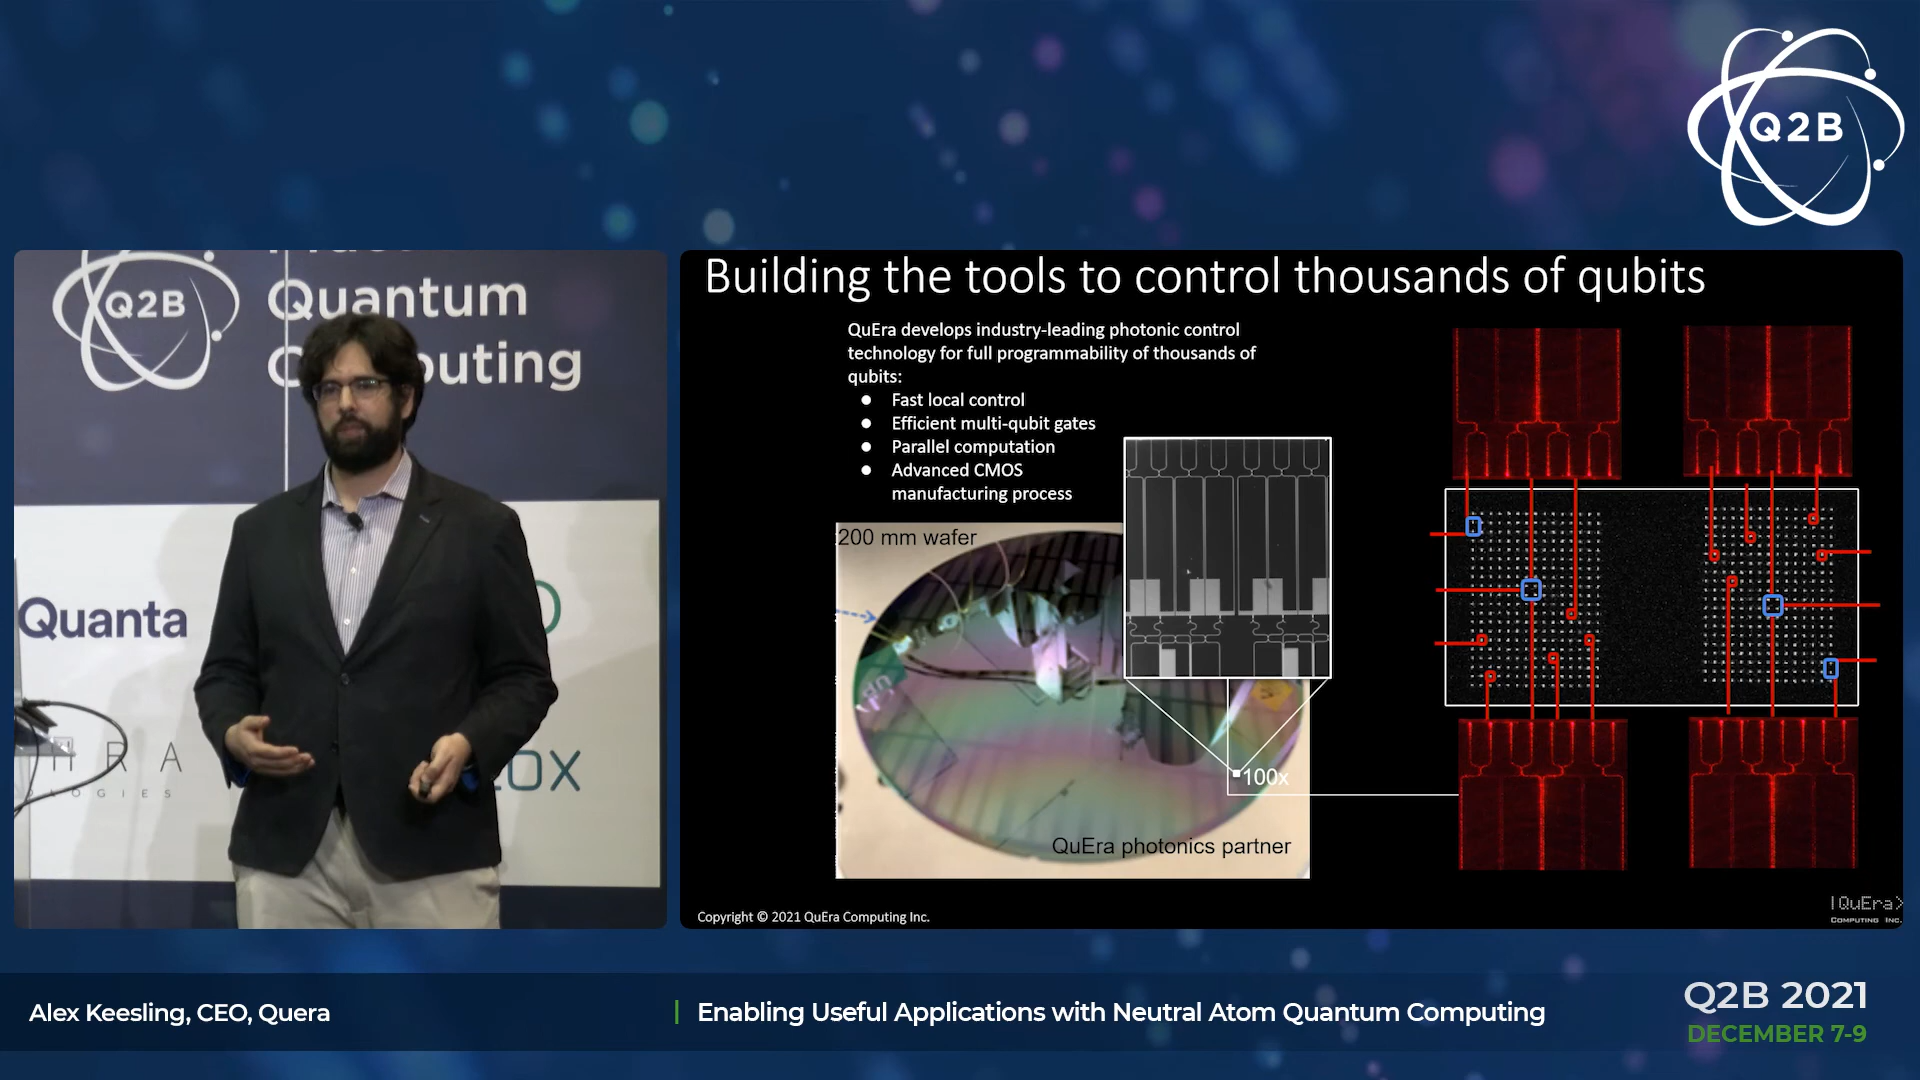 Q2B
Q2B
Quantum
Quanta
Building the tools to control thousands of qubits
QuEra develops industry-leading photonic control
technology for full programmability of thousands of
qubits:
● Fast local control
● Efficient multi-qubit gates
● Parallel computation
● Advanced CMOS
manufacturing process
200 mm wafer
100x
QuEra photonics partner
Copyright © 2021 QuEra Computing Inc.
|QuEra>
COMPUTING INC.
Alex Keesling, CEO, Quera
Enabling Useful Applications with Neutral Atom Quantum Computing
Q2B 2021
DECEMBER 7-9